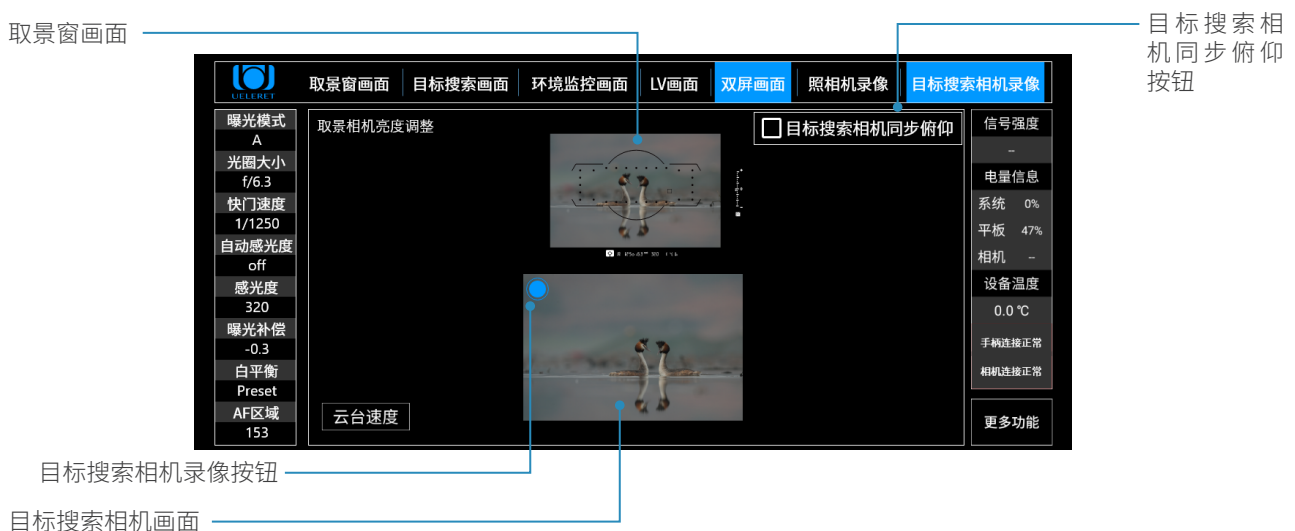 取景窗画面
目标搜索相
机同步俯仰
按钮
UELERET
取景窗画面 目标搜索画面 环境监控画面 LV画面 双屏画面 照相机录像 目标搜索相机录像
曝光模式
A
光圈大小
f/6.3
快门速度
1/1250
自动感光度
off
感光度
320
曝光补偿
-0.3
白平衡
Preset
AF区域
153
取景相机亮度调整
目标搜索相机同步俯仰
云台速度
信号强度
--
电量信息
系统 0%
平板 47%
相机 --
设备温度
0.0 ℃
手柄连接正常
相机连接正常
更多功能
目标搜索相机录像按钮
目标搜索相机画面